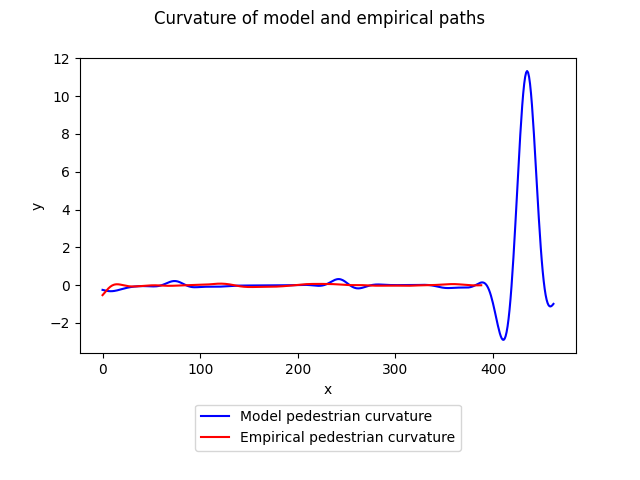 Curvature of model and empirical paths
12
10
8
6
4
2
0
−2
y
0 100 200 300 400
x
Model pedestrian curvature
Empirical pedestrian curvature